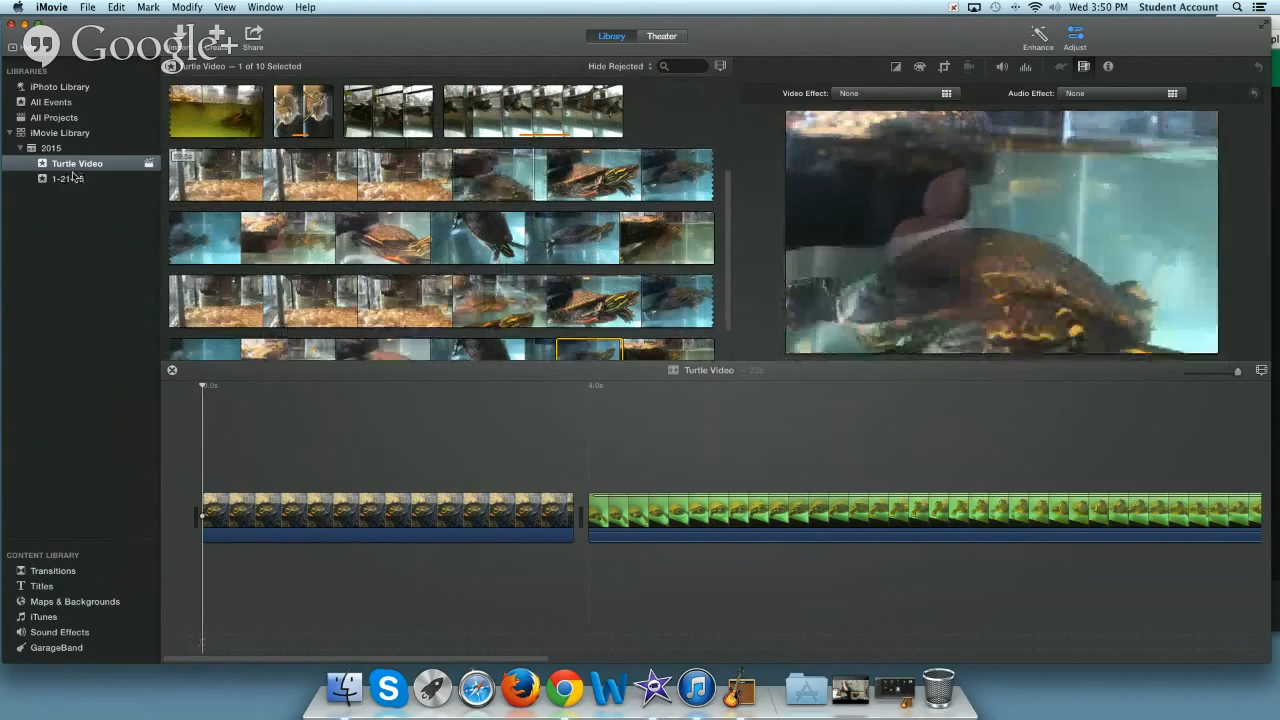 iMovie File Edit Mark Modify View Window Help
Wed 3:50 PM Student Account
Google+
Share
Library Theater
Enhance Adjust
LIBRARIES
Turtle Video — 1 of 10 Selected
Hide Rejected
iPhoto Library
All Events
All Projects
iMovie Library
2015
Turtle Video
Video Effect: None
Audio Effect: None
Turtle Video — 23s
4.0s
CONTENT LIBRARY
Transitions
Titles
Maps & Backgrounds
iTunes
Sound Effects
GarageBand